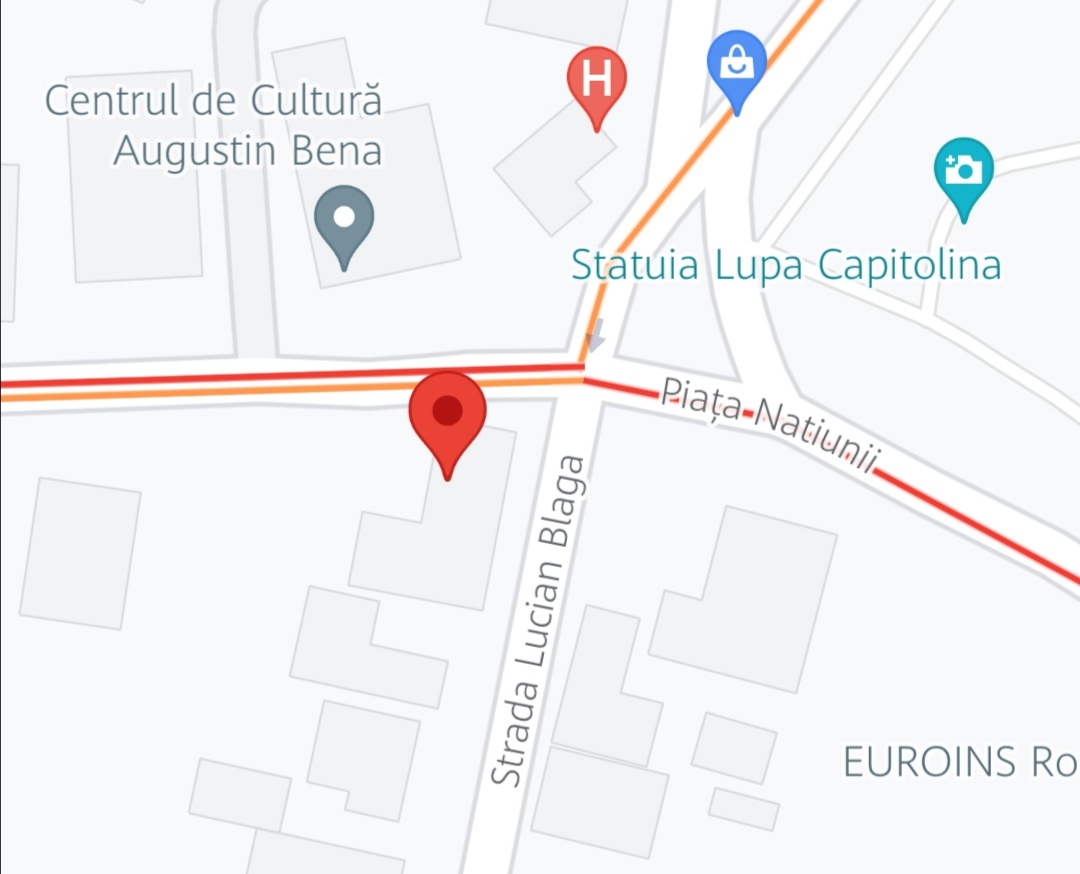 Centrul de Cultură
Augustin Bena
H
Statuia Lupa Capitolina
Piața Natiunii
Strada Lucian Blaga
EUROINS Ro